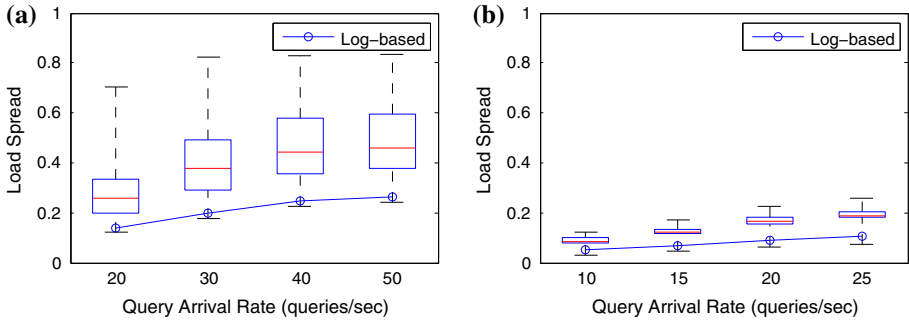 (a)
Log-based
Load Spread
1
0.8
0.6
0.4
0.2
0
20 30 40 50
Query Arrival Rate (queries/sec)
(b)
Log-based
Load Spread
1
0.8
0.6
0.4
0.2
0
10 15 20 25
Query Arrival Rate (queries/sec)